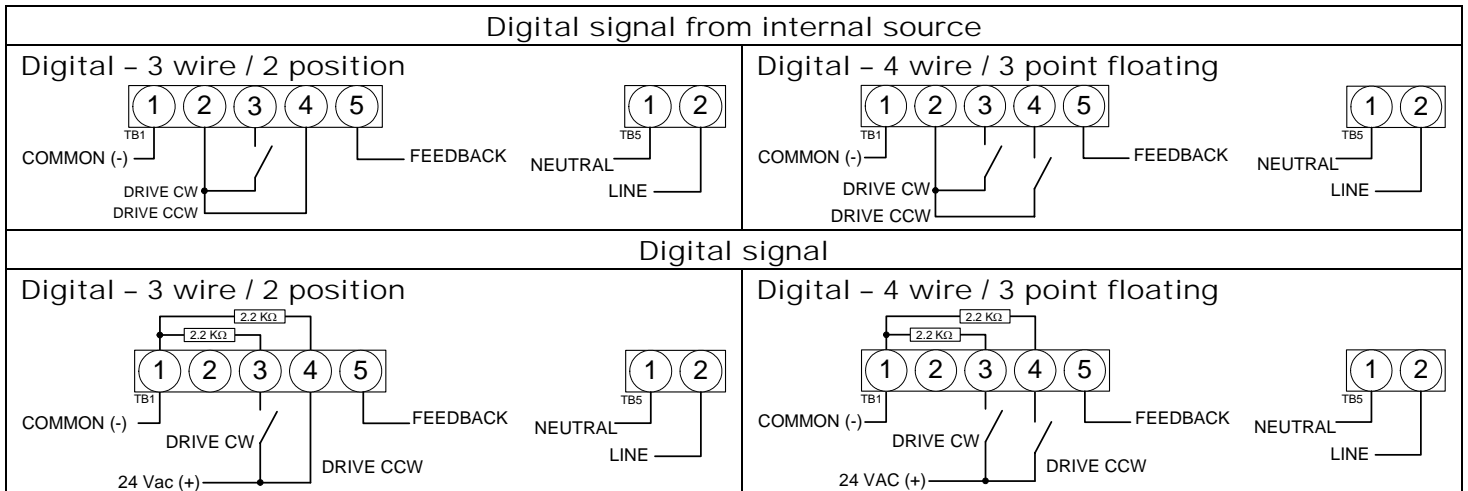 Digital signal from internal source
Digital – 3 wire / 2 position
1 2 3 4 5
TB1
COMMON (-)
DRIVE CW
DRIVE CCW
FEEDBACK
1 2
TB5
NEUTRAL
LINE
Digital – 4 wire / 3 point floating
1 2 3 4 5
TB1
COMMON (-)
DRIVE CW
DRIVE CCW
FEEDBACK
1 2
TB5
NEUTRAL
LINE
Digital signal
Digital – 3 wire / 2 position
2.2 KΩ
2.2 KΩ
1 2 3 4 5
TB1
COMMON (-)
DRIVE CW
DRIVE CCW
24 Vac (+)
FEEDBACK
1 2
TB5
NEUTRAL
LINE
Digital – 4 wire / 3 point floating
2.2 KΩ
2.2 KΩ
1 2 3 4 5
TB1
COMMON (-)
DRIVE CW
DRIVE CCW
24 VAC (+)
FEEDBACK
1 2
TB5
NEUTRAL
LINE